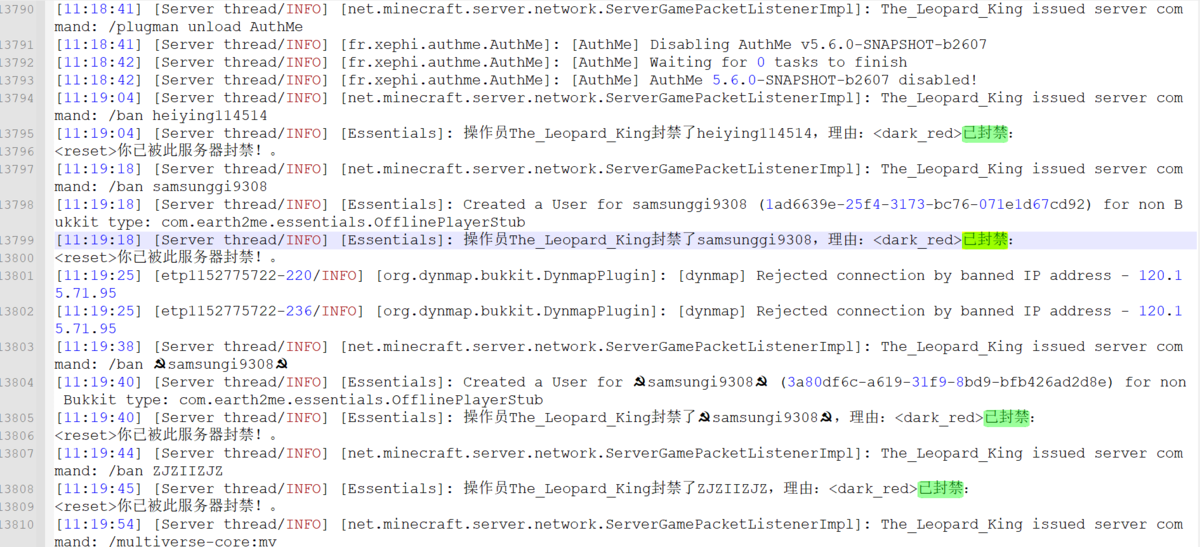 13790 [11:18:41] [Server thread/INFO] [net.minecraft.server.network.ServerGamePacketListenerImpl]: The_Leopard_King issued server com
mand: /plugman unload AuthMe
13791 [11:18:41] [Server thread/INFO] [fr.xephi.authme.AuthMe]: [AuthMe] Disabling AuthMe v5.6.0-SNAPSHOT-b2607
13792 [11:18:42] [Server thread/INFO] [fr.xephi.authme.AuthMe]: [AuthMe] Waiting for 0 tasks to finish
13793 [11:18:42] [Server thread/INFO] [fr.xephi.authme.AuthMe]: [AuthMe] AuthMe 5.6.0-SNAPSHOT-b2607 disabled!
13794 [11:19:04] [Server thread/INFO] [net.minecraft.server.network.ServerGamePacketListenerImpl]: The_Leopard_King issued server com
mand: /ban heiying114514
13795 [11:19:04] [Server thread/INFO] [Essentials]: 操作员The_Leopard_King封禁了heiying114514，理由：<dark_red>已封禁：
13796 <reset>你已被此服务器封禁！。
13797 [11:19:18] [Server thread/INFO] [net.minecraft.server.network.ServerGamePacketListenerImpl]: The_Leopard_King issued server com
mand: /ban samsunggi9308
13798 [11:19:18] [Server thread/INFO] [Essentials]: Created a User for samsunggi9308 (1ad6639e-25f4-3173-bc76-071e1d67cd92) for non B
ukkit type: com.earth2me.essentials.OfflinePlayerStub
13799 [11:19:18] [Server thread/INFO] [Essentials]: 操作员The_Leopard_King封禁了samsunggi9308，理由：<dark_red>已封禁：
13800 <reset>你已被此服务器封禁！。
13801 [11:19:25] [etp1152775722-220/INFO] [org.dynmap.bukkit.DynmapPlugin]: [dynmap] Rejected connection by banned IP address - 120.1
5.71.95
13802 [11:19:25] [etp1152775722-236/INFO] [org.dynmap.bukkit.DynmapPlugin]: [dynmap] Rejected connection by banned IP address - 120.1
5.71.95
13803 [11:19:38] [Server thread/INFO] [net.minecraft.server.network.ServerGamePacketListenerImpl]: The_Leopard_King issued server com
mand: /ban ☭samsungi9308☭
13804 [11:19:40] [Server thread/INFO] [Essentials]: Created a User for ☭samsungi9308☭ (3a80df6c-a619-31f9-8bd9-bfb426ad2d8e) for non
Bukkit type: com.earth2me.essentials.OfflinePlayerStub
13805 [11:19:40] [Server thread/INFO] [Essentials]: 操作员The_Leopard_King封禁了☭samsungi9308☭，理由：<dark_red>已封禁：
13806 <reset>你已被此服务器封禁！。
13807 [11:19:44] [Server thread/INFO] [net.minecraft.server.network.ServerGamePacketListenerImpl]: The_Leopard_King issued server com
mand: /ban ZJZIIZJZ
13808 [11:19:45] [Server thread/INFO] [Essentials]: 操作员The_Leopard_King封禁了ZJZIIZJZ，理由：<dark_red>已封禁：
13809 <reset>你已被此服务器封禁！。
13810 [11:19:54] [Server thread/INFO] [net.minecraft.server.network.ServerGamePacketListenerImpl]: The_Leopard_King issued server com
mand: /multiverse-core:mv